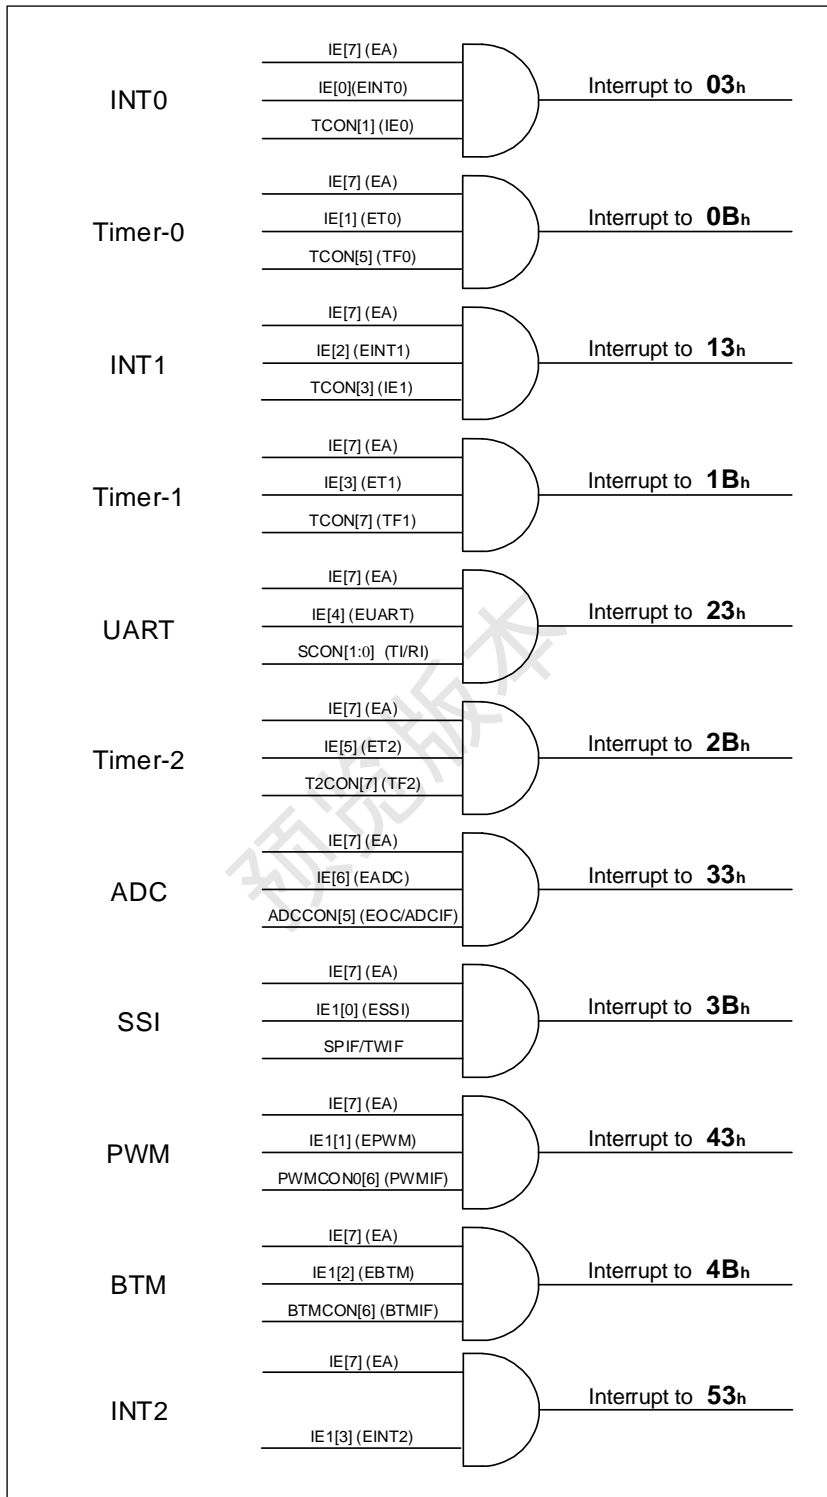 IE[7] (EA)
INT0
IE[0](EINT0)
Interrupt to 03h
TCON[1] (IE0)
IE[7] (EA)
Timer-0
IE[1] (ET0)
Interrupt to 0Bh
TCON[5] (TF0)
IE[7] (EA)
INT1
IE[2] (EINT1)
Interrupt to 13h
TCON[3] (IE1)
IE[7] (EA)
Timer-1
IE[3] (ET1)
Interrupt to 1Bh
TCON[7] (TF1)
IE[7] (EA)
UART
IE[4] (EUART)
Interrupt to 23h
SCON[1:0] (TI/RI)
IE[7] (EA)
Timer-2
IE[5] (ET2)
Interrupt to 2Bh
T2CON[7] (TF2)
预览版本
IE[7] (EA)
ADC
IE[6] (EADC)
Interrupt to 33h
ADCCON[5] (EOC/ADCIF)
IE[7] (EA)
SSI
IE1[0] (ESSI)
Interrupt to 3Bh
SPIF/TWIF
IE[7] (EA)
PWM
IE1[1] (EPWM)
Interrupt to 43h
PWMCON0[6] (PWMIF)
IE[7] (EA)
BTM
IE1[2] (EBTM)
Interrupt to 4Bh
BTMCON[6] (BTMIF)
IE[7] (EA)
INT2
Interrupt to 53h
IE1[3] (EINT2)